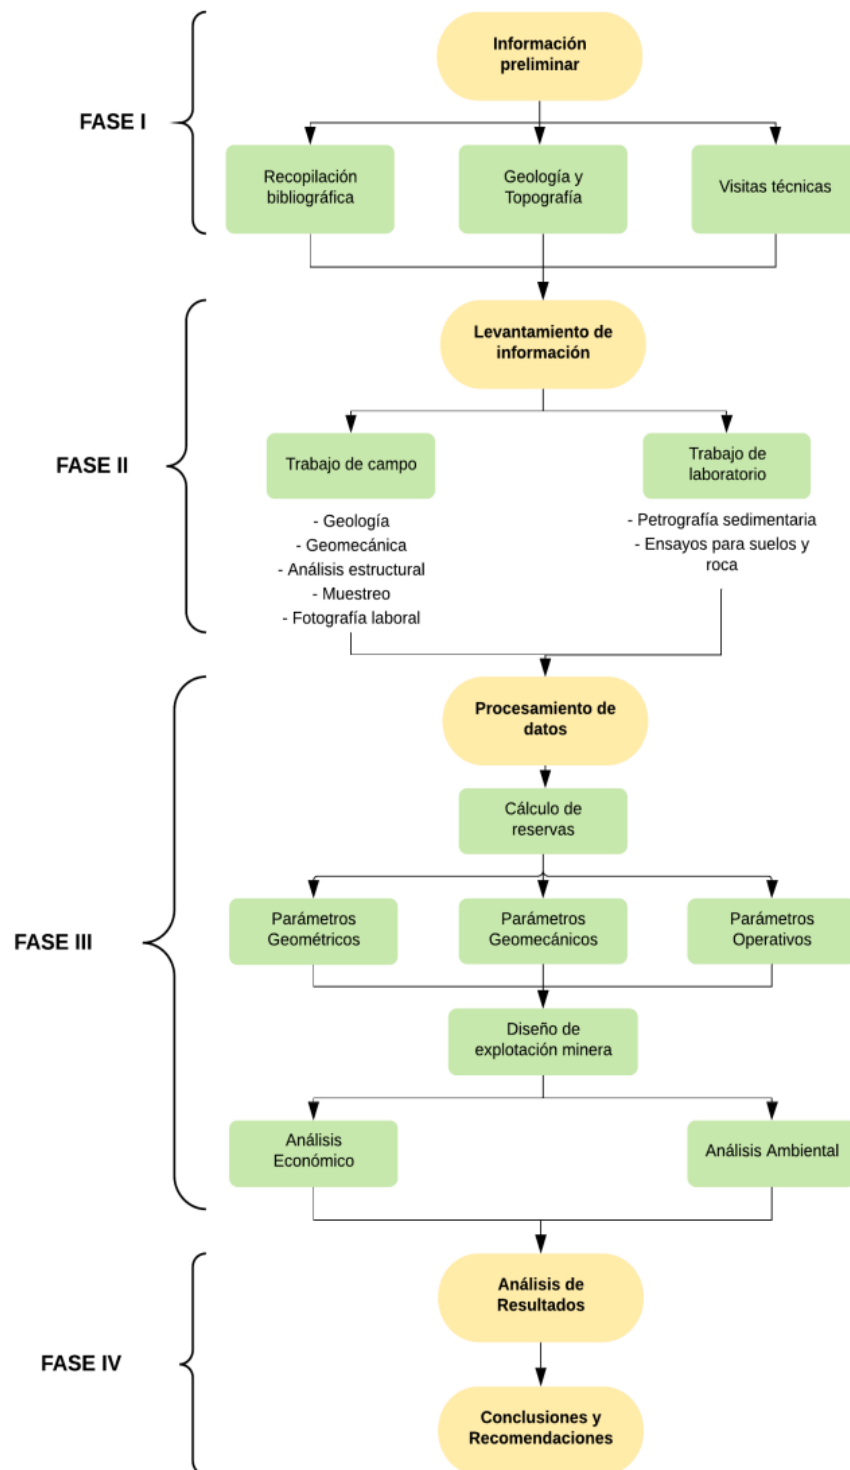 Información
preliminar
FASE I
Recopilación
bibliográfica
Geología y
Topografía
Visitas técnicas
Levantamiento de
información
FASE II
Trabajo de campo
Trabajo de
laboratorio
- Geología
- Geomecánica
- Análisis estructural
- Muestreo
- Fotografía laboral
- Petrografía sedimentaria
- Ensayos para suelos y
roca
Procesamiento de
datos
Cálculo de
reservas
FASE III
Parámetros
Geométricos
Parámetros
Geomecánicos
Parámetros
Operativos
Diseño de
explotación minera
Análisis
Económico
Análisis Ambiental
Análisis de
Resultados
FASE IV
Conclusiones y
Recomendaciones